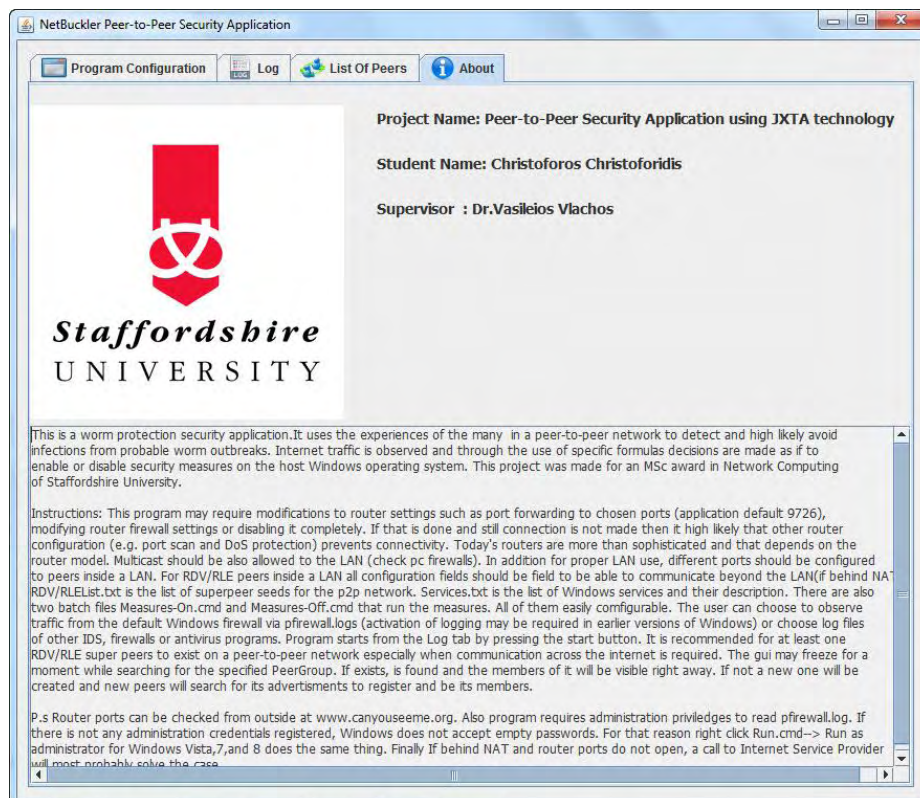 NetBuckler Peer-to-Peer Security Application
Program Configuration
LOG
Log
List Of Peers
About
Project Name: Peer-to-Peer Security Application using JXTA technology
Student Name: Christoforos Christoforidis
Supervisor : Dr.Vasileios Vlachos
Staffordshire
UNIVERSITY
This is a worm protection security application.It uses the experiences of the many in a peer-to-peer network to detect and high likely avoid
infections from probable worm outbreaks. Internet traffic is observed and through the use of specific formulas decisions are made as if to
enable or disable security measures on the host Windows operating system. This project was made for an MSc award in Network Computing
of Staffordshire University.
Instructions: This program may require modifications to router settings such as port forwarding to chosen ports (application default 9726),
modifying router firewall settings or disabling it completely. If that is done and still connection is not made then it high likely that other router
configuration (e.g. port scan and DoS protection) prevents connectivity. Today's routers are more than sophisticated and that depends on the
router model. Multicast should be also allowed to the LAN (check pc firewalls). In addition for proper LAN use, different ports should be configured
to peers inside a LAN. For RDV/RLE peers inside a LAN all configuration fields should be field to be able to communicate beyond the LAN(if behind NAT
RDV/RLEList.txt is the list of superpeer seeds for the p2p network. Services.txt is the list of Windows services and their description. There are also
two batch files Measures-On.cmd and Measures-Off.cmd that run the measures. All of them easily configurable. The user can choose to observe
traffic from the default Windows firewall via pfirewall.logs (activation of logging may be required in earlier versions of Windows) or choose log files
of other IDS, firewalls or antivirus programs. Program starts from the Log tab by pressing the start button. It is recommended for at least one
RDV/RLE super peers to exist on a peer-to-peer network especially when communication across the internet is required. The gui may freeze for a
moment while searching for the specified PeerGroup. If exists, is found and the members of it will be visible right away. If not a new one will be
created and new peers will search for its advertisments to register and be its members.
P.s Router ports can be checked from outside at www.canyouseeme.org. Also program requires administration priviledges to read pfirewall.log. If
there is not any administration credentials registered, Windows does not accept empty passwords. For that reason right click Run.cmd--> Run as
administrator for Windows Vista,7,and 8 does the same thing. Finally If behind NAT and router ports do not open, a call to Internet Service Provider
will most probably solve the case